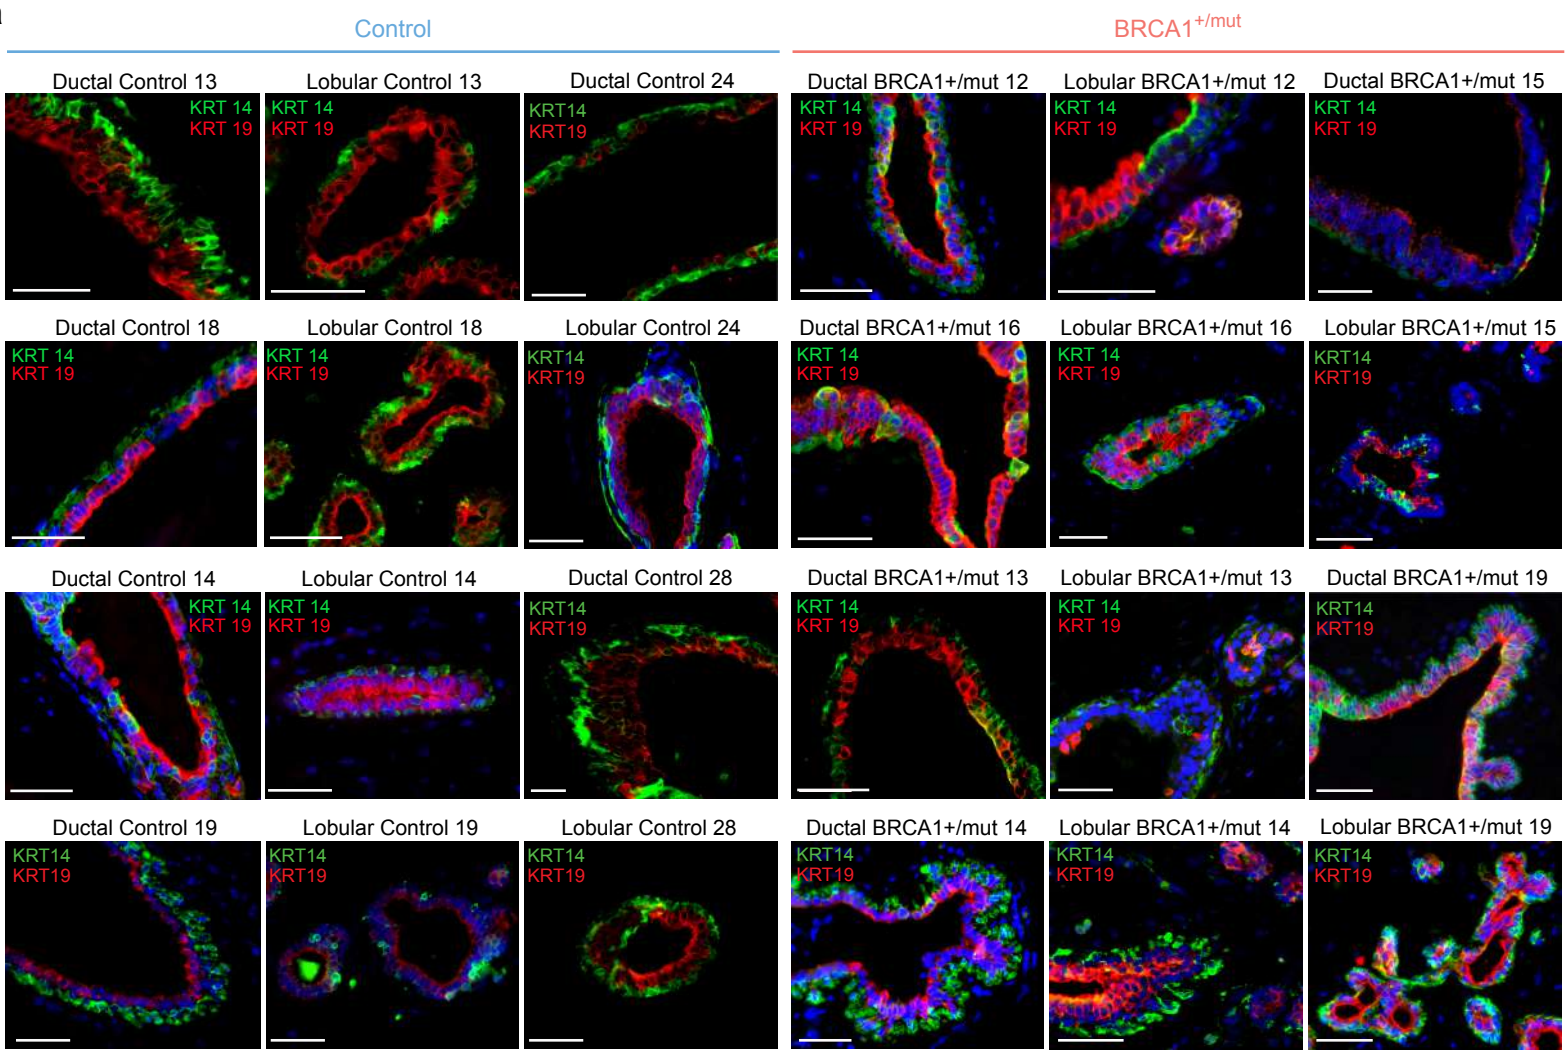 a
Control
BRCA1+/mut
Ductal Control 13
Lobular Control 13
Ductal Control 24
Ductal BRCA1+/mut 12
Lobular BRCA1+/mut 12
Ductal BRCA1+/mut 15
KRT 14
KRT 19
KRT 14
KRT 19
KRT14
KRT19
KRT 14
KRT 19
KRT 14
KRT 19
KRT 14
KRT 19
Ductal Control 18
Lobular Control 18
Lobular Control 24
Ductal BRCA1+/mut 16
Lobular BRCA1+/mut 16
Lobular BRCA1+/mut 15
KRT 14
KRT 19
KRT 14
KRT 19
KRT14
KRT19
KRT 14
KRT 19
KRT 14
KRT 19
KRT14
KRT19
Ductal Control 14
Lobular Control 14
Ductal Control 28
Ductal BRCA1+/mut 13
Lobular BRCA1+/mut 13
Ductal BRCA1+/mut 19
KRT 14
KRT 19
KRT 14
KRT 19
KRT14
KRT19
KRT 14
KRT 19
KRT 14
KRT 19
KRT14
KRT19
Ductal Control 19
Lobular Control 19
Lobular Control 28
Ductal BRCA1+/mut 14
Lobular BRCA1+/mut 14
Lobular BRCA1+/mut 19
KRT14
KRT19
KRT14
KRT19
KRT14
KRT19
KRT14
KRT19
KRT14
KRT19
KRT14
KRT19